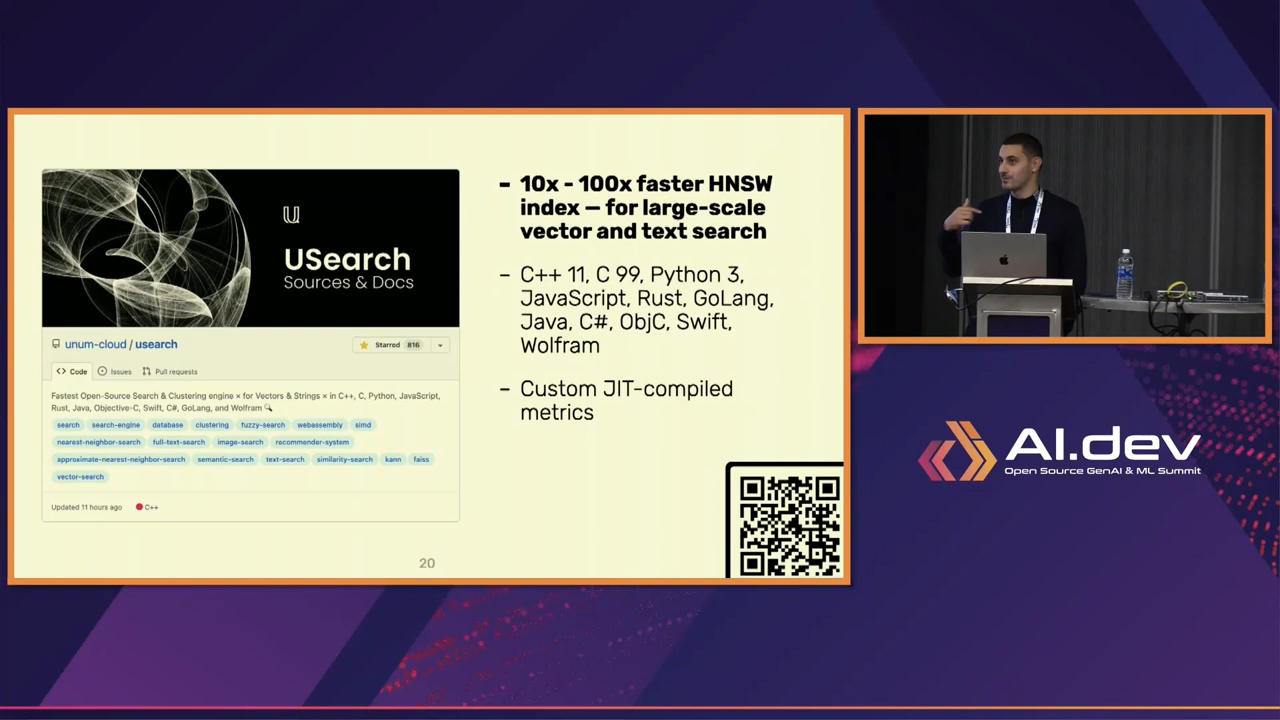 USearch
Sources & Docs
unum-cloud / usearch
Starred 816
Code Issues Pull requests
Fastest Open-Source Search & Clustering engine × for Vectors & Strings × in C++, C, Python, JavaScript,
Rust, Java, Objective-C, Swift, C#, GoLang, and Wolfram 🔍
search search-engine database clustering fuzzy-search webassembly simd
nearest-neighbor-search full-text-search image-search recommender-system
approximate-nearest-neighbor-search semantic-search text-search similarity-search kann faiss
vector-search
Updated 11 hours ago C++
- 10x - 100x faster HNSW
index — for large-scale
vector and text search
- C++ 11, C 99, Python 3,
JavaScript, Rust, GoLang,
Java, C#, ObjC, Swift,
Wolfram
- Custom JIT-compiled
metrics
20
AI.dev
Open Source GenAI & ML Summit